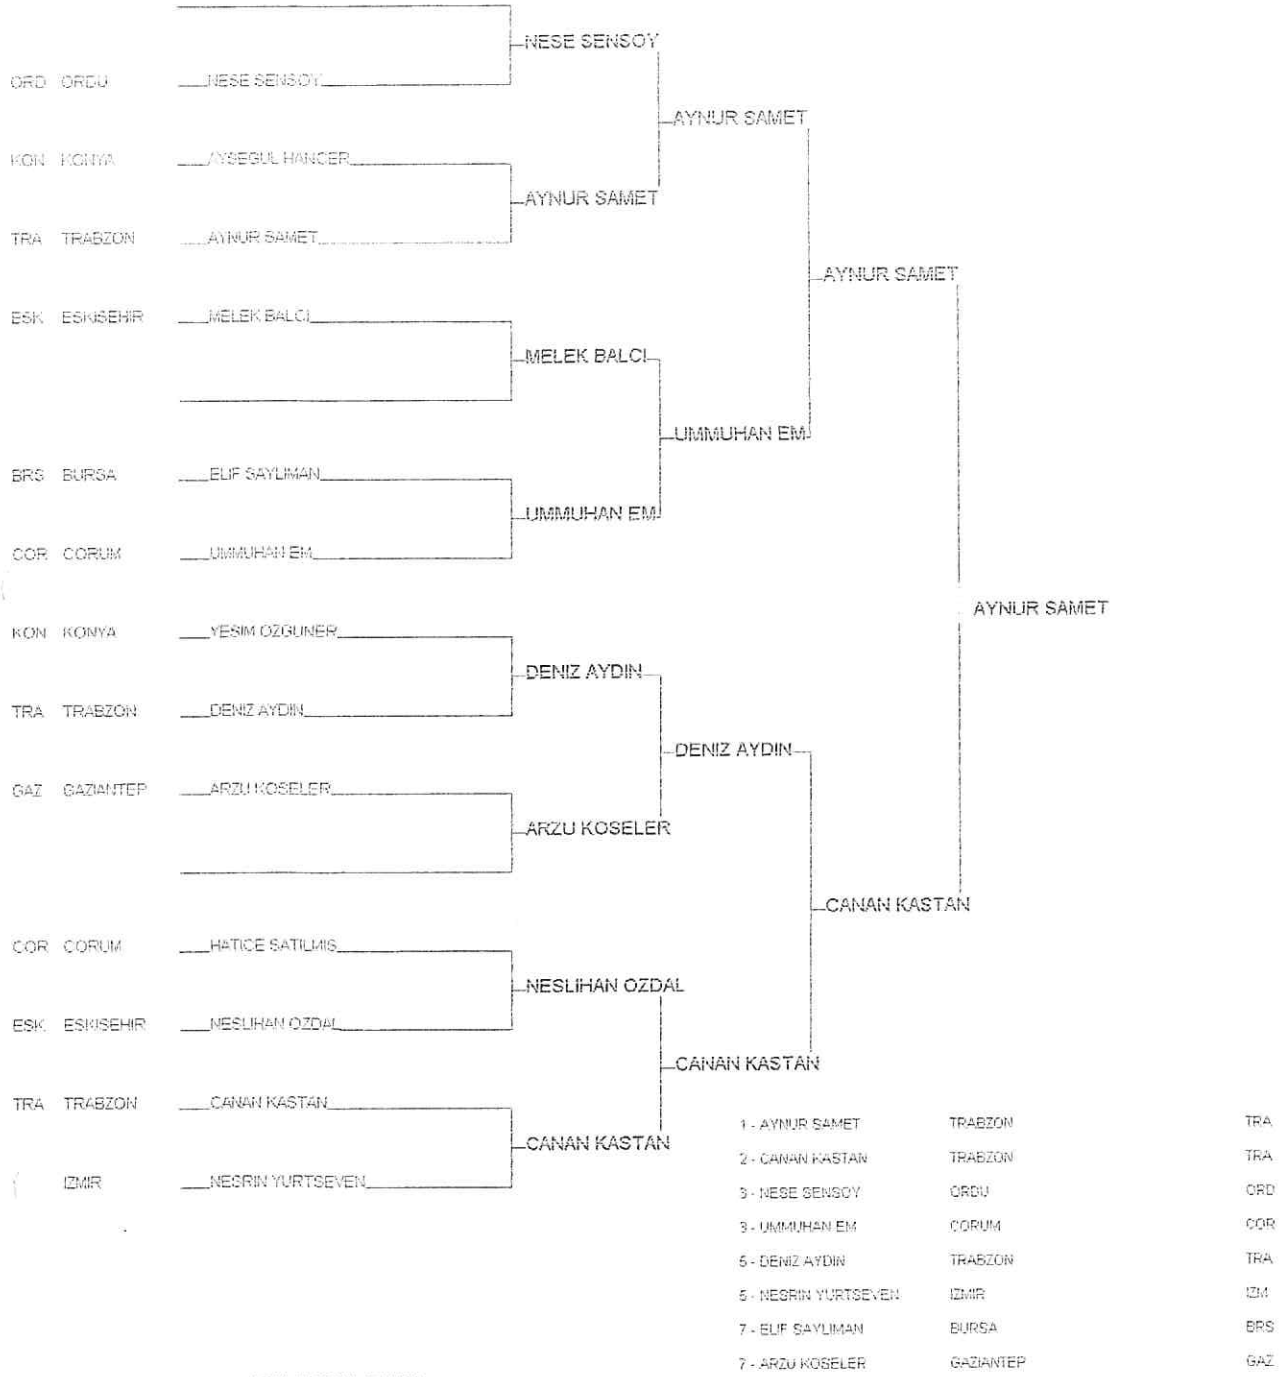 NESE SENSOY
ORD ORDU NESE SENSOY
AYNUR SAMET
KON KONYA AYSEGUL HANCER
AYNUR SAMET
TRA TRABZON AYNUR SAMET
AYNUR SAMET
ESK ESKISEHIR MELEK BALCI
MELEK BALCI
UMMUHAN EM
BRS BURSA ELIF SAYLIMAN
UMMUHAN EM
COR CORUM UMMUHAN EM
AYNUR SAMET
KON KONYA YESIM OZGUNER
DENIZ AYDIN
TRA TRABZON DENIZ AYDIN
DENIZ AYDIN
GAZ GAZIANTEP ARZU KOSELER
ARZU KOSELER
CANAN KASTAN
COR CORUM HATICE SATILMIS
NESLIHAN OZDAL
ESK ESKISEHIR NESLIHAN OZDAL
CANAN KASTAN
TRA TRABZON CANAN KASTAN
CANAN KASTAN
IZMIR NESRIN YURTSEVEN
1 - AYNUR SAMET TRABZON TRA
2 - CANAN KASTAN TRABZON TRA
3 - NESE SENSOY ORDU ORD
3 - UMMUHAN EM CORUM COR
5 - DENIZ AYDIN TRABZON TRA
5 - NESRIN YURTSEVEN IZMIR IZM
7 - ELIF SAYLIMAN BURSA BRS
7 - ARZU KOSELER GAZIANTEP GAZ